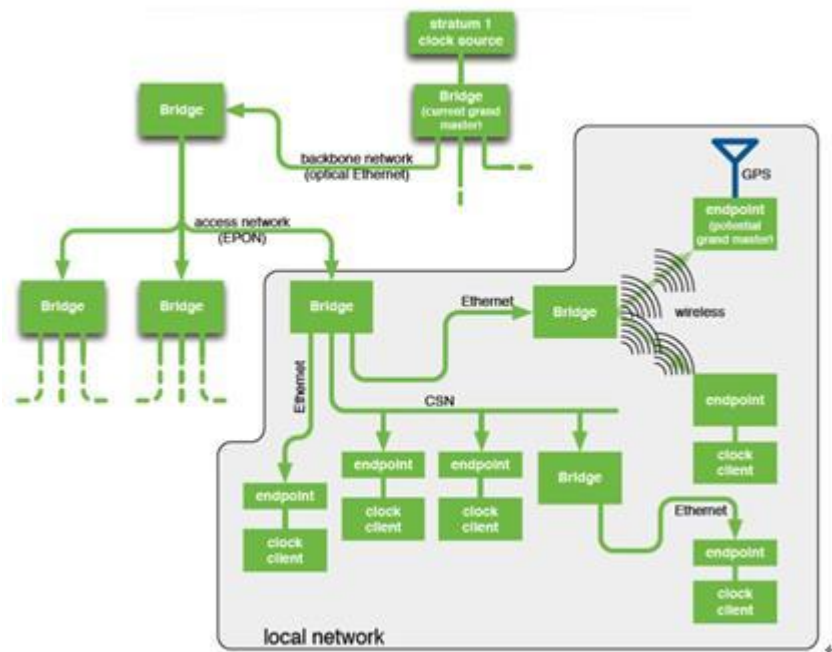 stratum 1
clock source
Bridge
(current grand
master)
Bridge
backbone network
(optical Ethernet)
GPS
endpoint
(potential
grand master)
access network
(EPON)
Bridge
Bridge
Bridge
Ethernet
Bridge
wireless
Ethernet
CSN
endpoint
clock
client
endpoint
clock
client
endpoint
clock
client
Bridge
endpoint
clock
client
Ethernet
endpoint
clock
client
local network